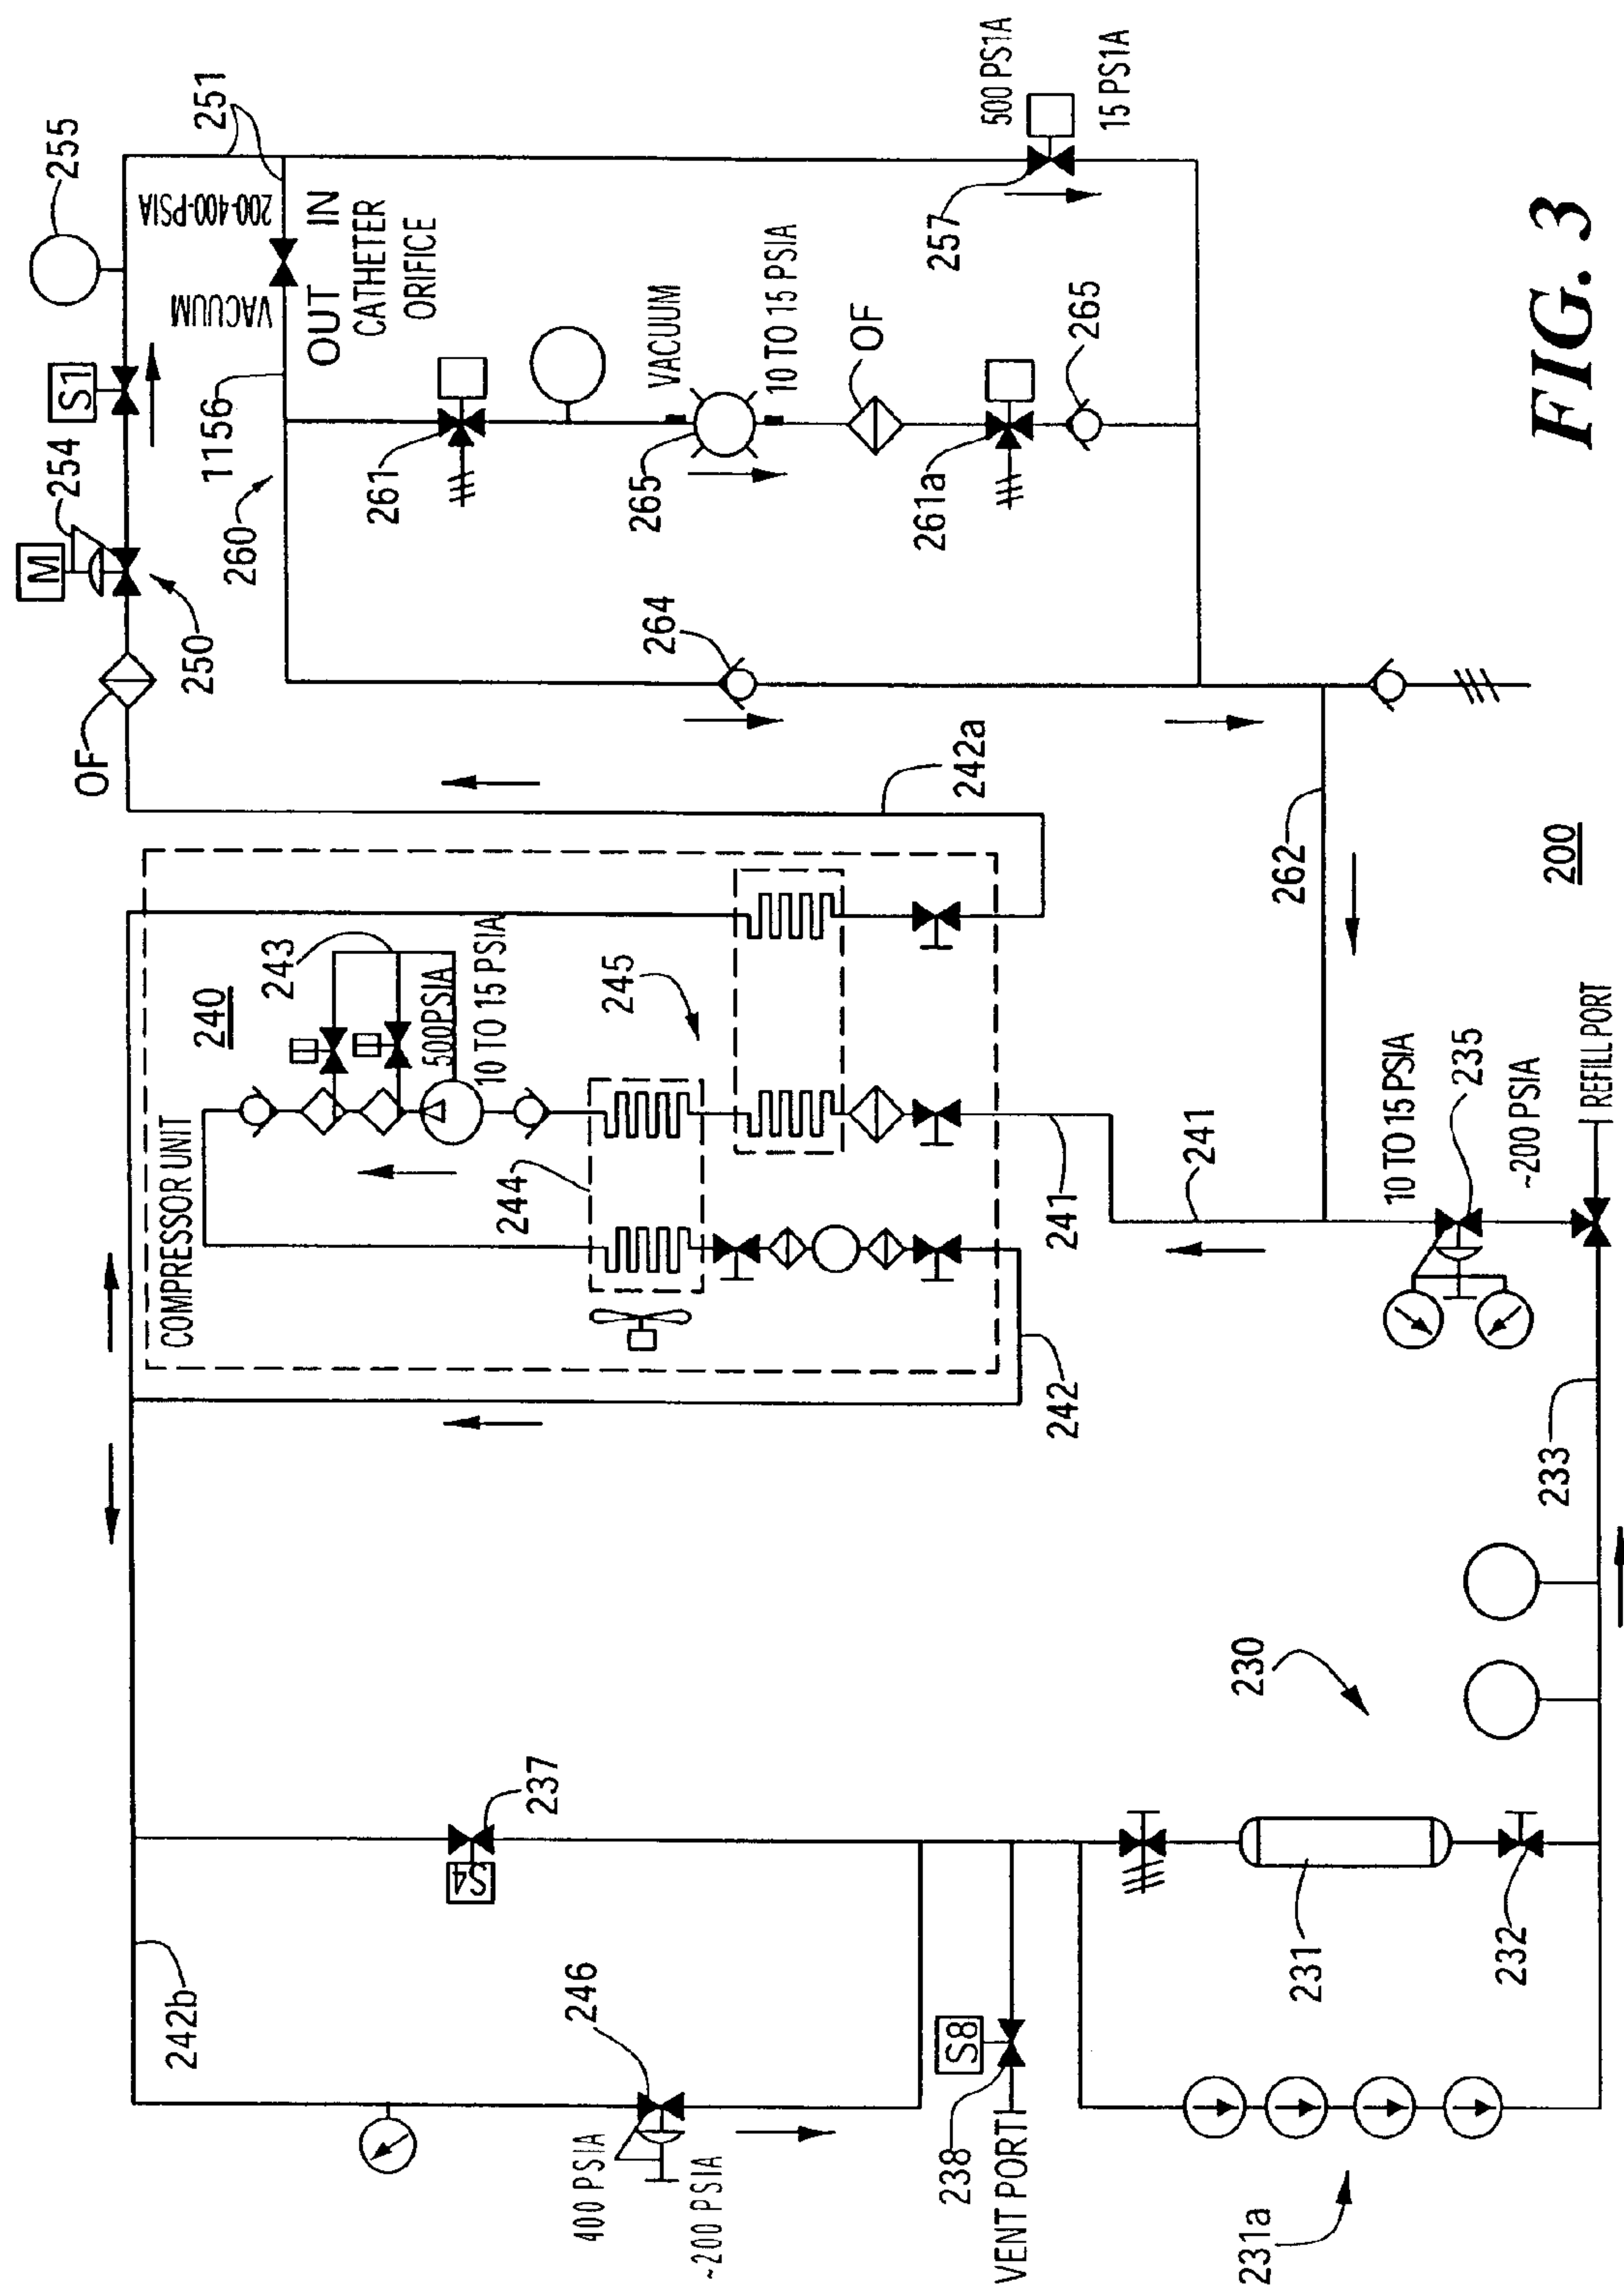 255
251
200-400-PSIA
VACUUM
IN
OUT
CATHETER
ORIFICE
S1
254
M
250
OF
1156
260
261
VACUUM
265
10 TO 15 PSIA
OF
261a
265
257
500 PS1A
15 PS1A
264
242a
262
200
COMPRESSOR UNIT
240
243
500PSIA
10 TO 15 PSIA
245
244
241
241
242
10 TO 15 PSIA
235
~200 PSIA
REFILL PORT
233
230
237
S4
242b
246
400 PSIA
~200 PSIA
S8
238
VENT PORT
231
232
231a
FIG. 3